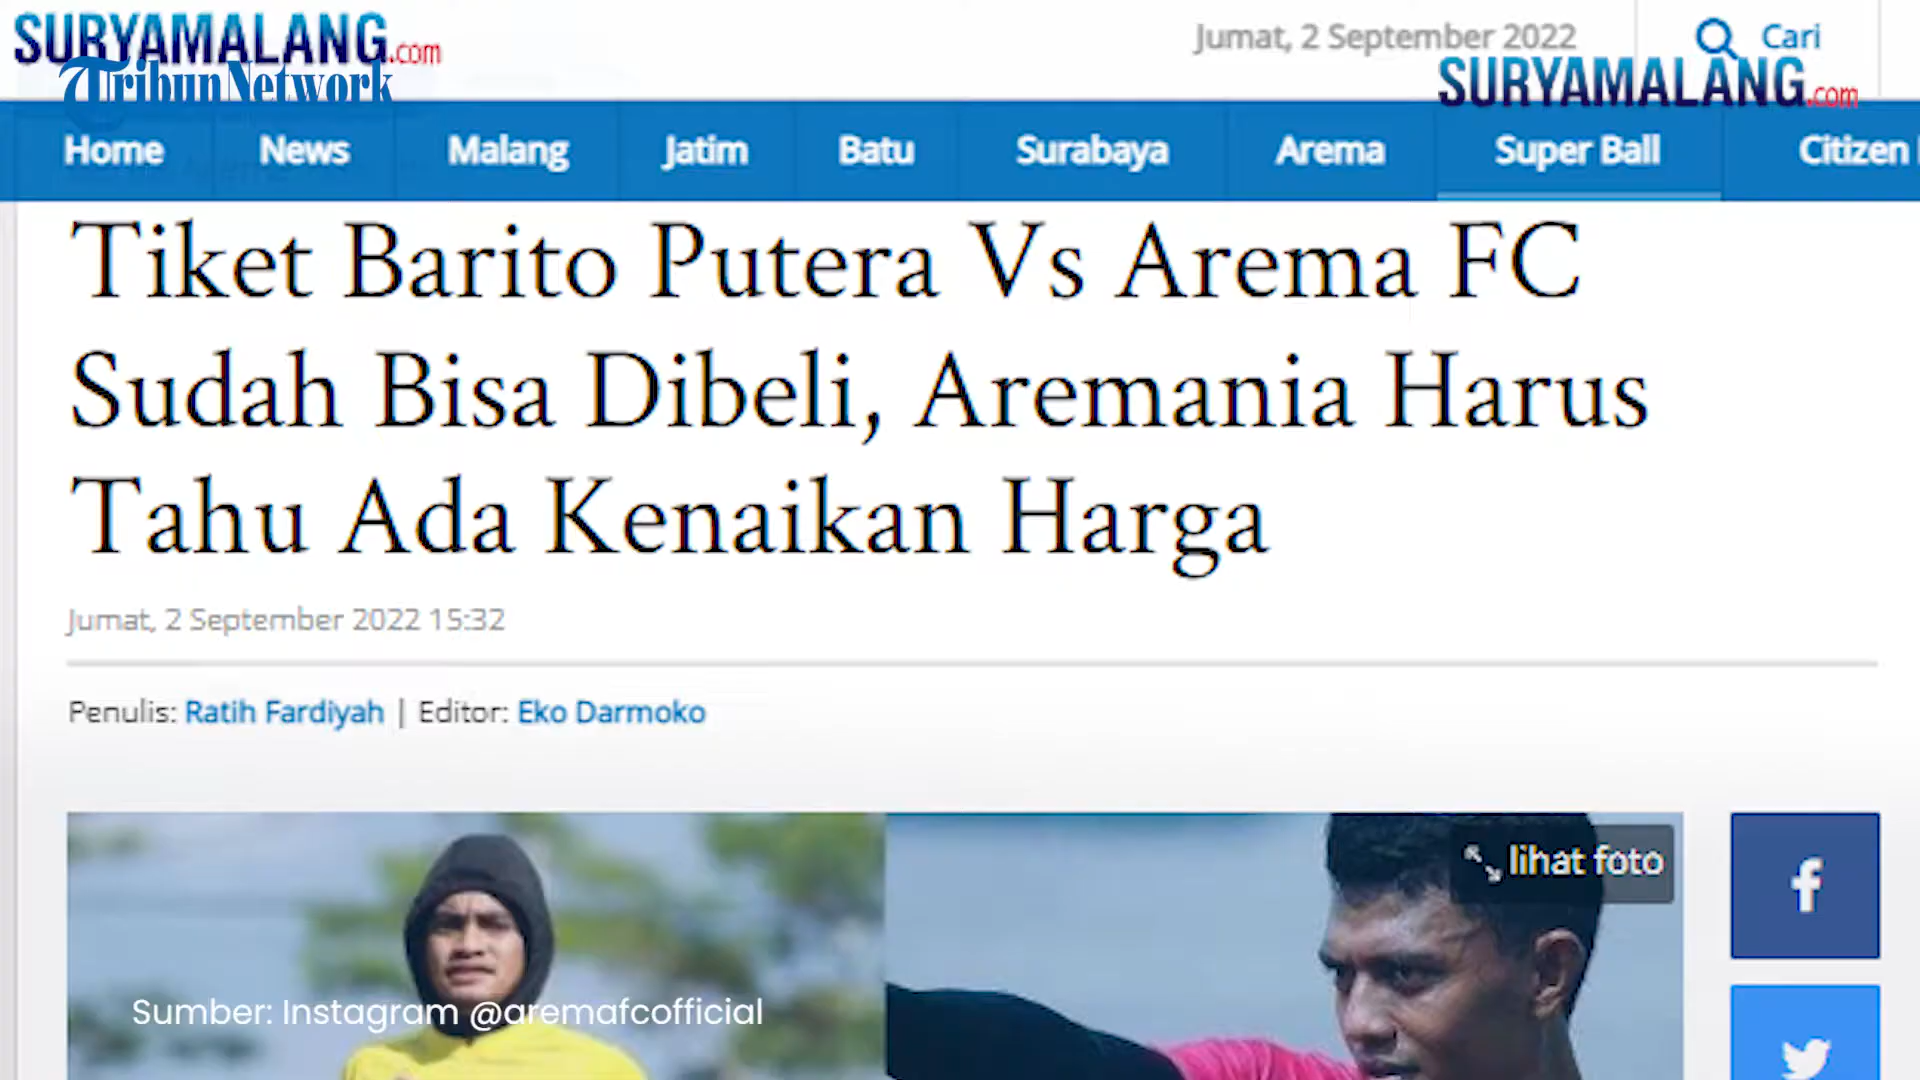 SURYAMALANG.com
TribunNetwork
Jumat, 2 September 2022
Cari
SURYAMALANG.com
Home News Malang Jatim Batu Surabaya Arema Super Ball Citizen
Tiket Barito Putera Vs Arema FC
Sudah Bisa Dibeli, Aremania Harus
Tahu Ada Kenaikan Harga
Jumat, 2 September 2022 15:32
Penulis: Ratih Fardiyah | Editor: Eko Darmoko
lihat foto
f
Sumber: Instagram @aremafcofficial